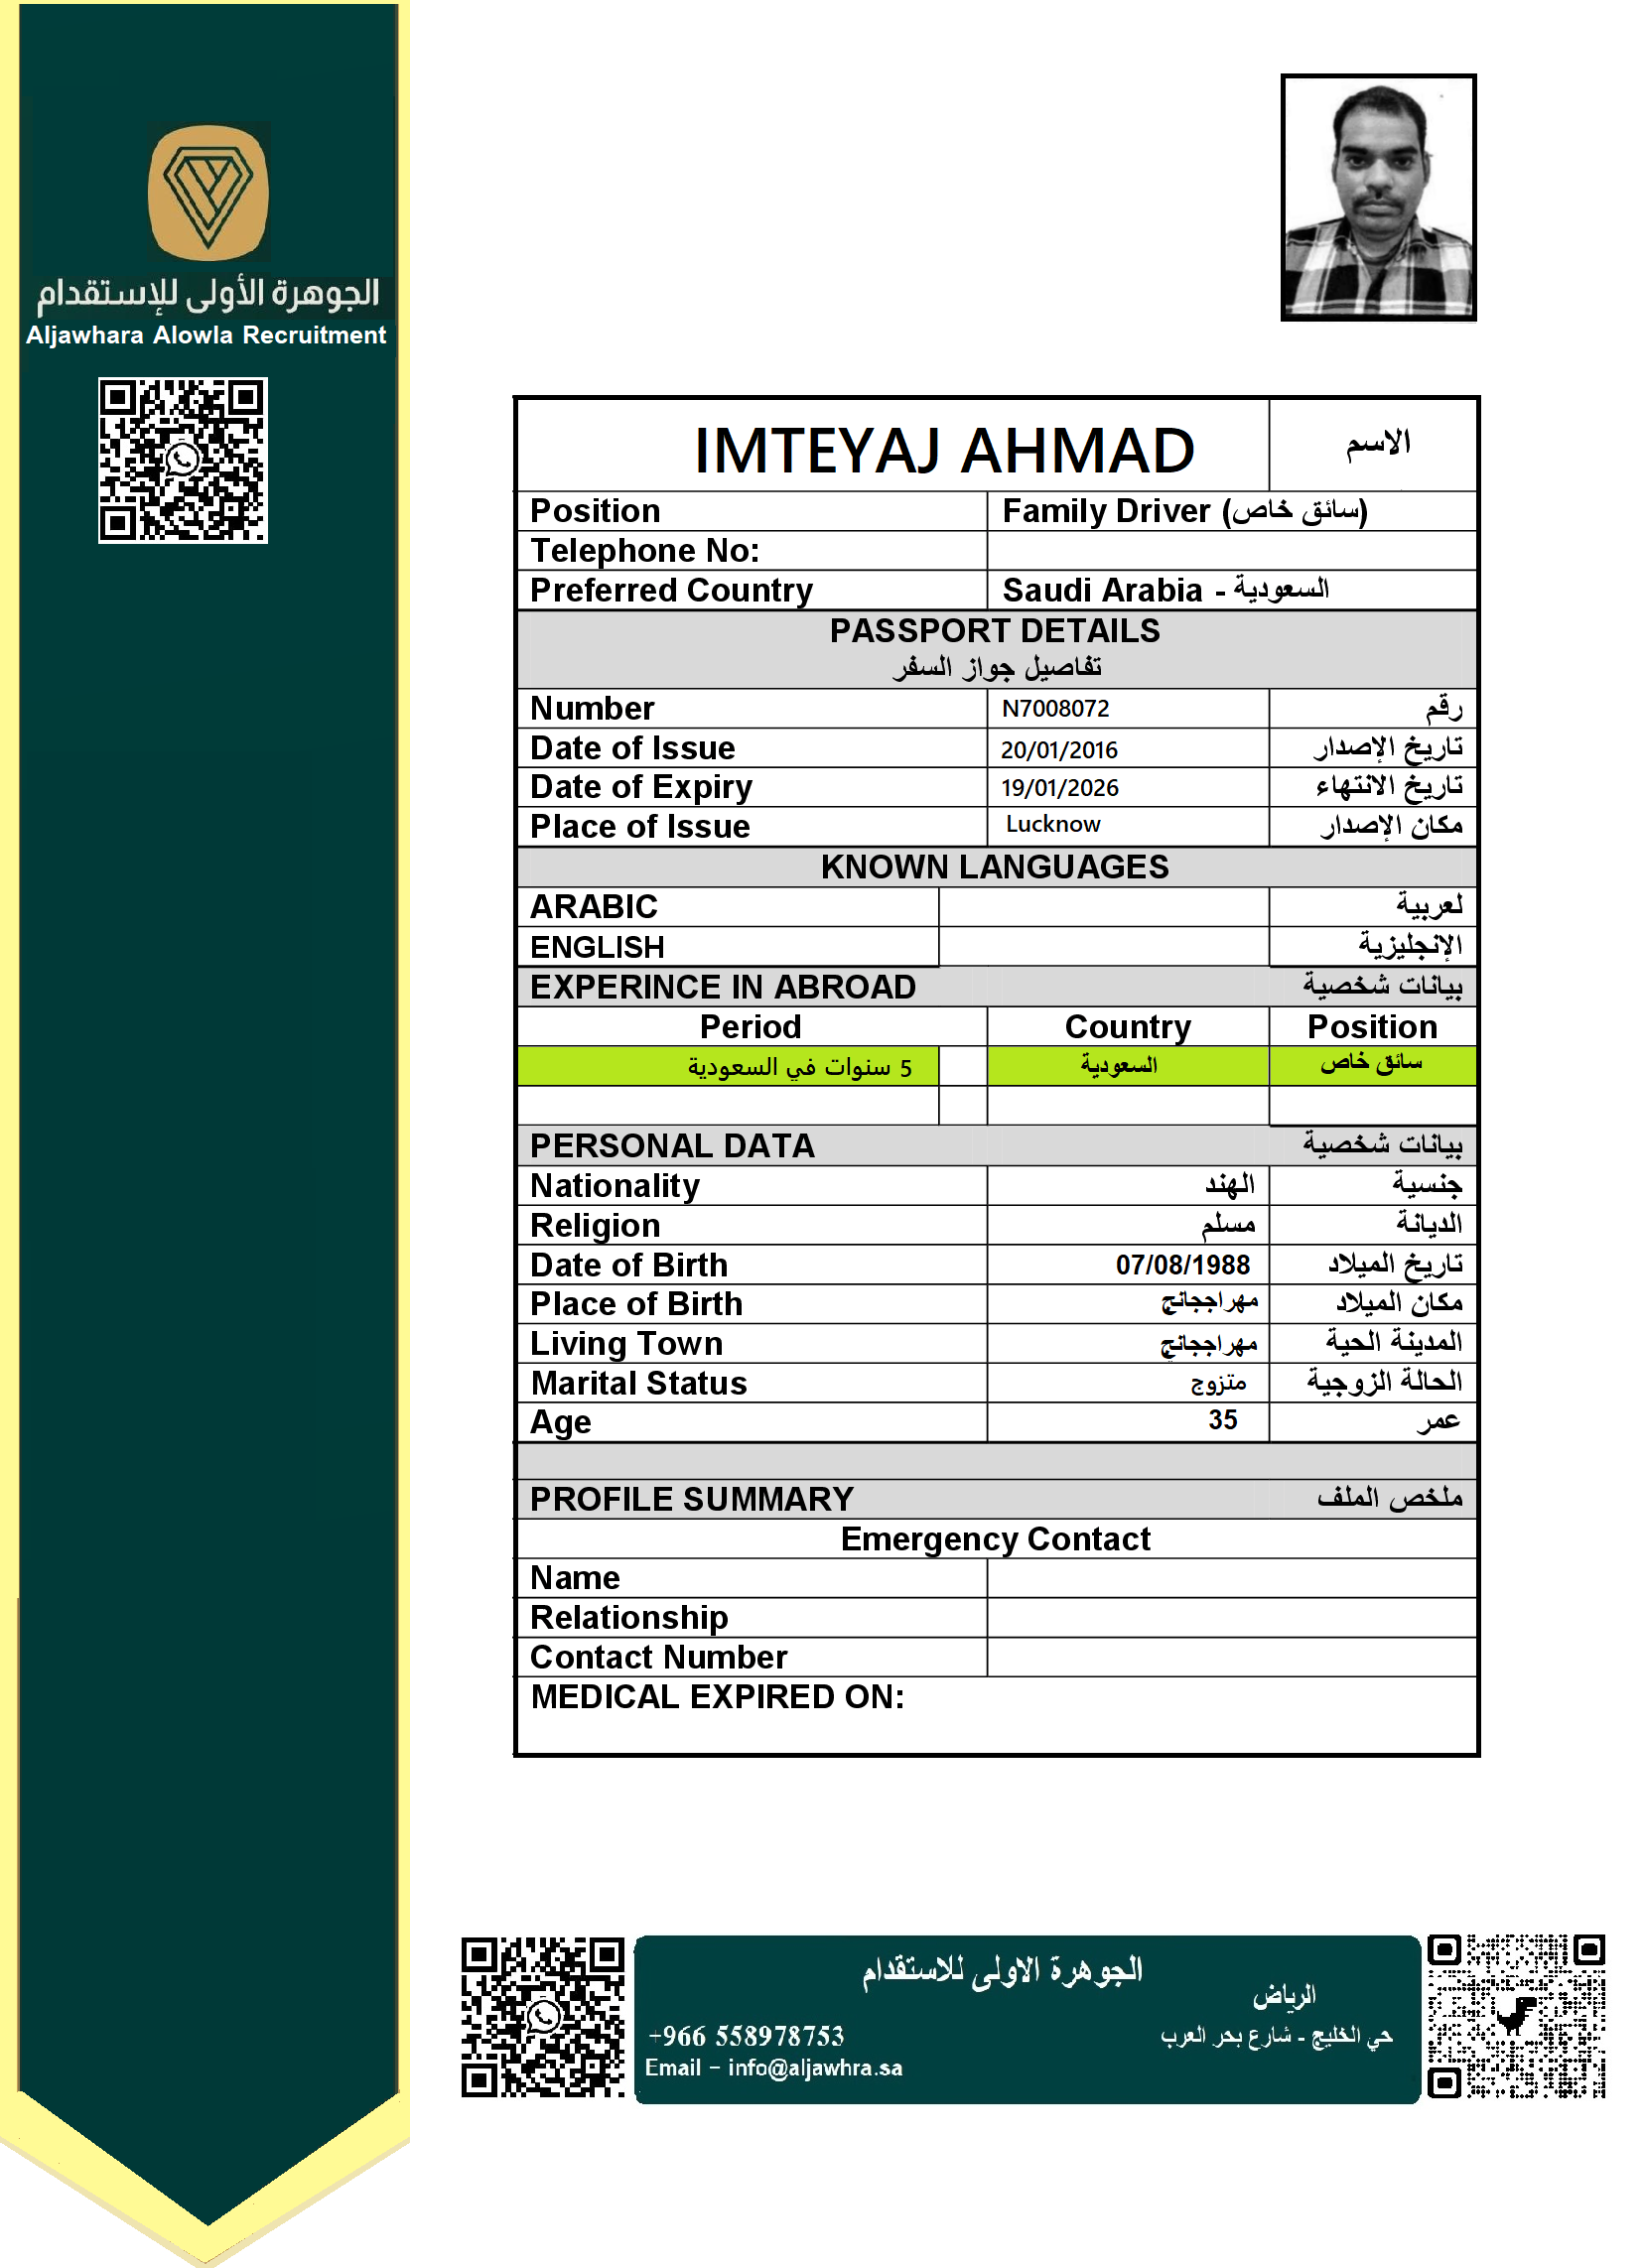 الجوهرة الأولى للإستقدام
Aljawhara Alowla Recruitment
IMTEYAJ AHMAD الاسم
Position Family Driver (سائق خاص)
Telephone No:
Preferred Country Saudi Arabia - السعودية
PASSPORT DETAILS
تفاصيل جواز السفر
Number N7008072 رقم
Date of Issue 20/01/2016 تاريخ الإصدار
Date of Expiry 19/01/2026 تاريخ الانتهاء
Place of Issue Lucknow مكان الإصدار
KNOWN LANGUAGES
ARABIC لعربية
ENGLISH الإنجليزية
EXPERINCE IN ABROAD بيانات شخصية
Period Country Position
5 سنوات في السعودية السعودية سائق خاص
PERSONAL DATA بيانات شخصية
Nationality الهند جنسية
Religion مسلم الديانة
Date of Birth 07/08/1988 تاريخ الميلاد
Place of Birth مهراججانج مكان الميلاد
Living Town مهراججانج المدينة الحية
Marital Status متزوج الحالة الزوجية
Age 35 عمر
PROFILE SUMMARY ملخص الملف
Emergency Contact
Name
Relationship
Contact Number
MEDICAL EXPIRED ON:
الجوهرة الاولى للاستقدام
الرياض
+966 558978753 حي الخليج - شارع بحر العرب
Email – info@aljawhra.sa